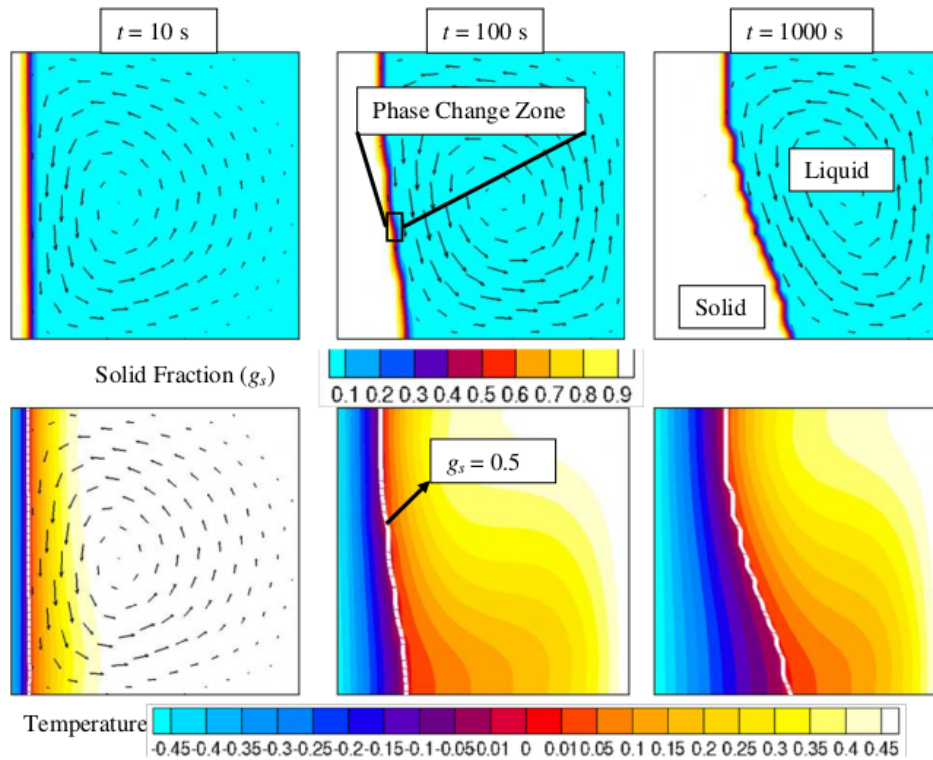 t = 10 s
t = 100 s
t = 1000 s
Phase Change Zone
Liquid
Solid
Solid Fraction (gs)
0.1 0.2 0.3 0.4 0.5 0.6 0.7 0.8 0.9
gs = 0.5
Temperature
-0.45 -0.4 -0.35 -0.3 -0.25 -0.2 -0.15 -0.1 -0.05 0.01 0 0.01 0.05 0.1 0.15 0.2 0.25 0.3 0.35 0.4 0.45